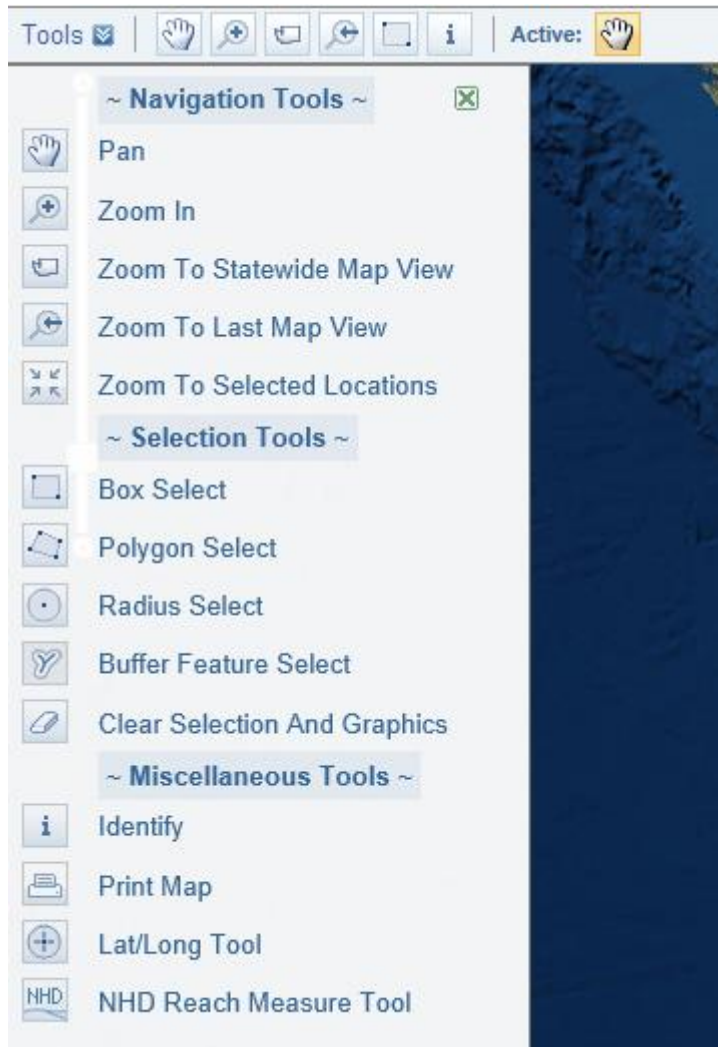 Tools i Active:
~ Navigation Tools ~
Pan
Zoom In
Zoom To Statewide Map View
Zoom To Last Map View
Zoom To Selected Locations
~ Selection Tools ~
Box Select
Polygon Select
Radius Select
Buffer Feature Select
Clear Selection And Graphics
~ Miscellaneous Tools ~
i Identify
Print Map
Lat/Long Tool
NHD NHD Reach Measure Tool